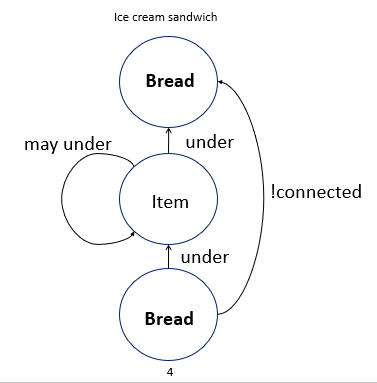 Ice cream sandwich
Bread
under
may under
Item
!connected
under
Bread
4